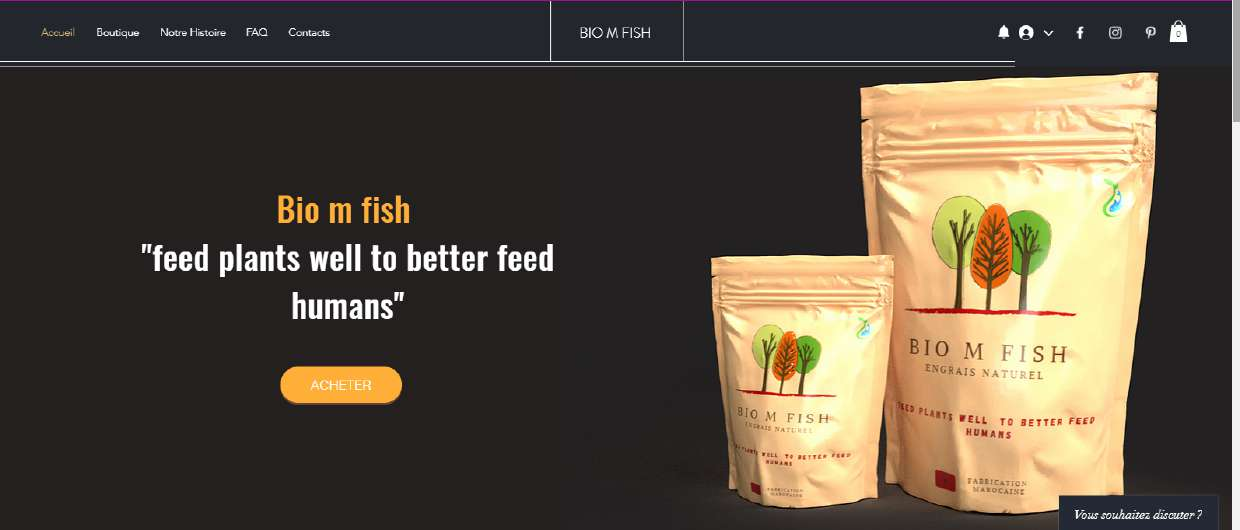 Accueil Boutique Notre Histoire FAQ Contacts BIO M FISH 0
Bio m fish
"feed plants well to better feed
humans"
ACHETER
BIO M FISH
ENGRAIS NATUREL
FEED PLANTS WELL TO BETTER FEED
HUMANS
FABRICATION
MAROCAINE
BIO M FISH
ENGRAIS NATUREL
PLANTS WELL TO BETTER FEED
HUMANS
FABRICATION
MAROCAINE
Vous souhaitez discuter ?